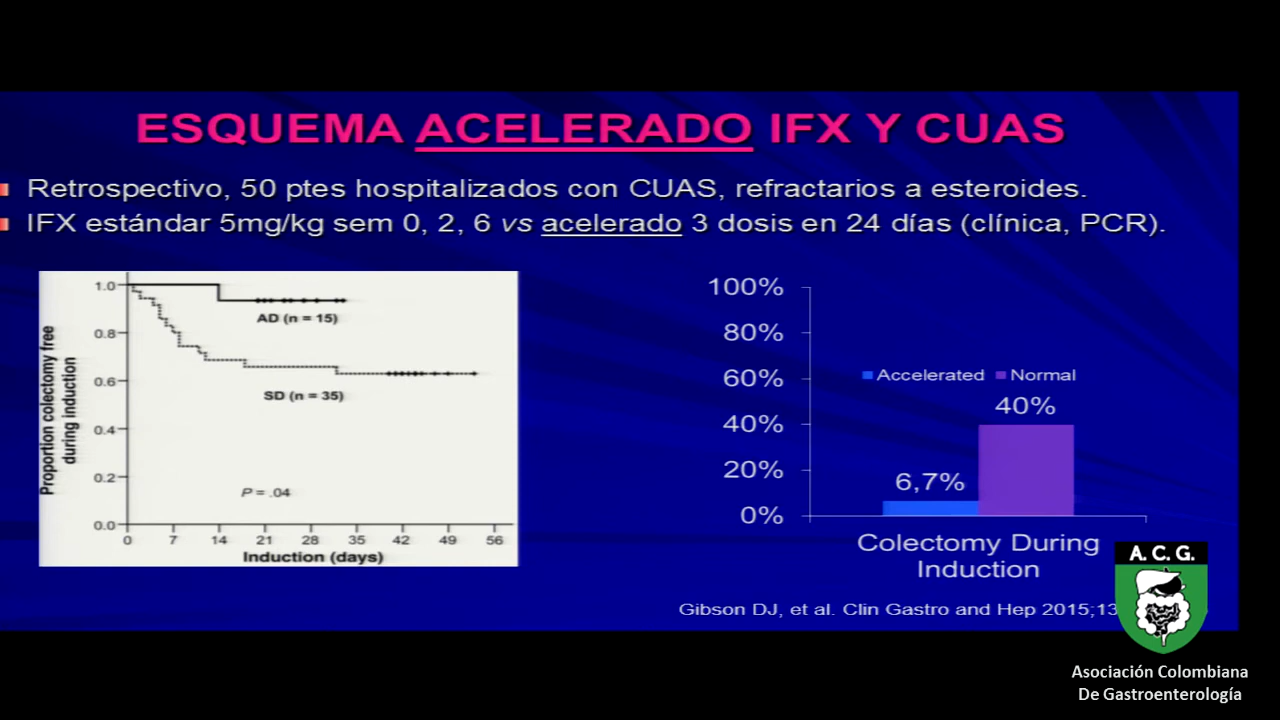 ESQUEMA ACELERADO IFX Y CUAS
Retrospectivo, 50 ptes hospitalizados con CUAS, refractarios a esteroides.
IFX estándar 5mg/kg sem 0, 2, 6 vs acelerado 3 dosis en 24 días (clínica, PCR).
Proportion colectomy free
during induction
1.0
0.8
0.6
0.4
0.2
0.0
AD (n = 15)
SD (n = 35)
P = .04
0 7 14 21 28 35 42 49 56
Induction (days)
100%
80%
60%
40%
20%
0%
Accelerated Normal
40%
6,7%
Colectomy During
Induction
Gibson DJ, et al. Clin Gastro and Hep 2015;13
A. C. G.
Asociación Colombiana
De Gastroenterología